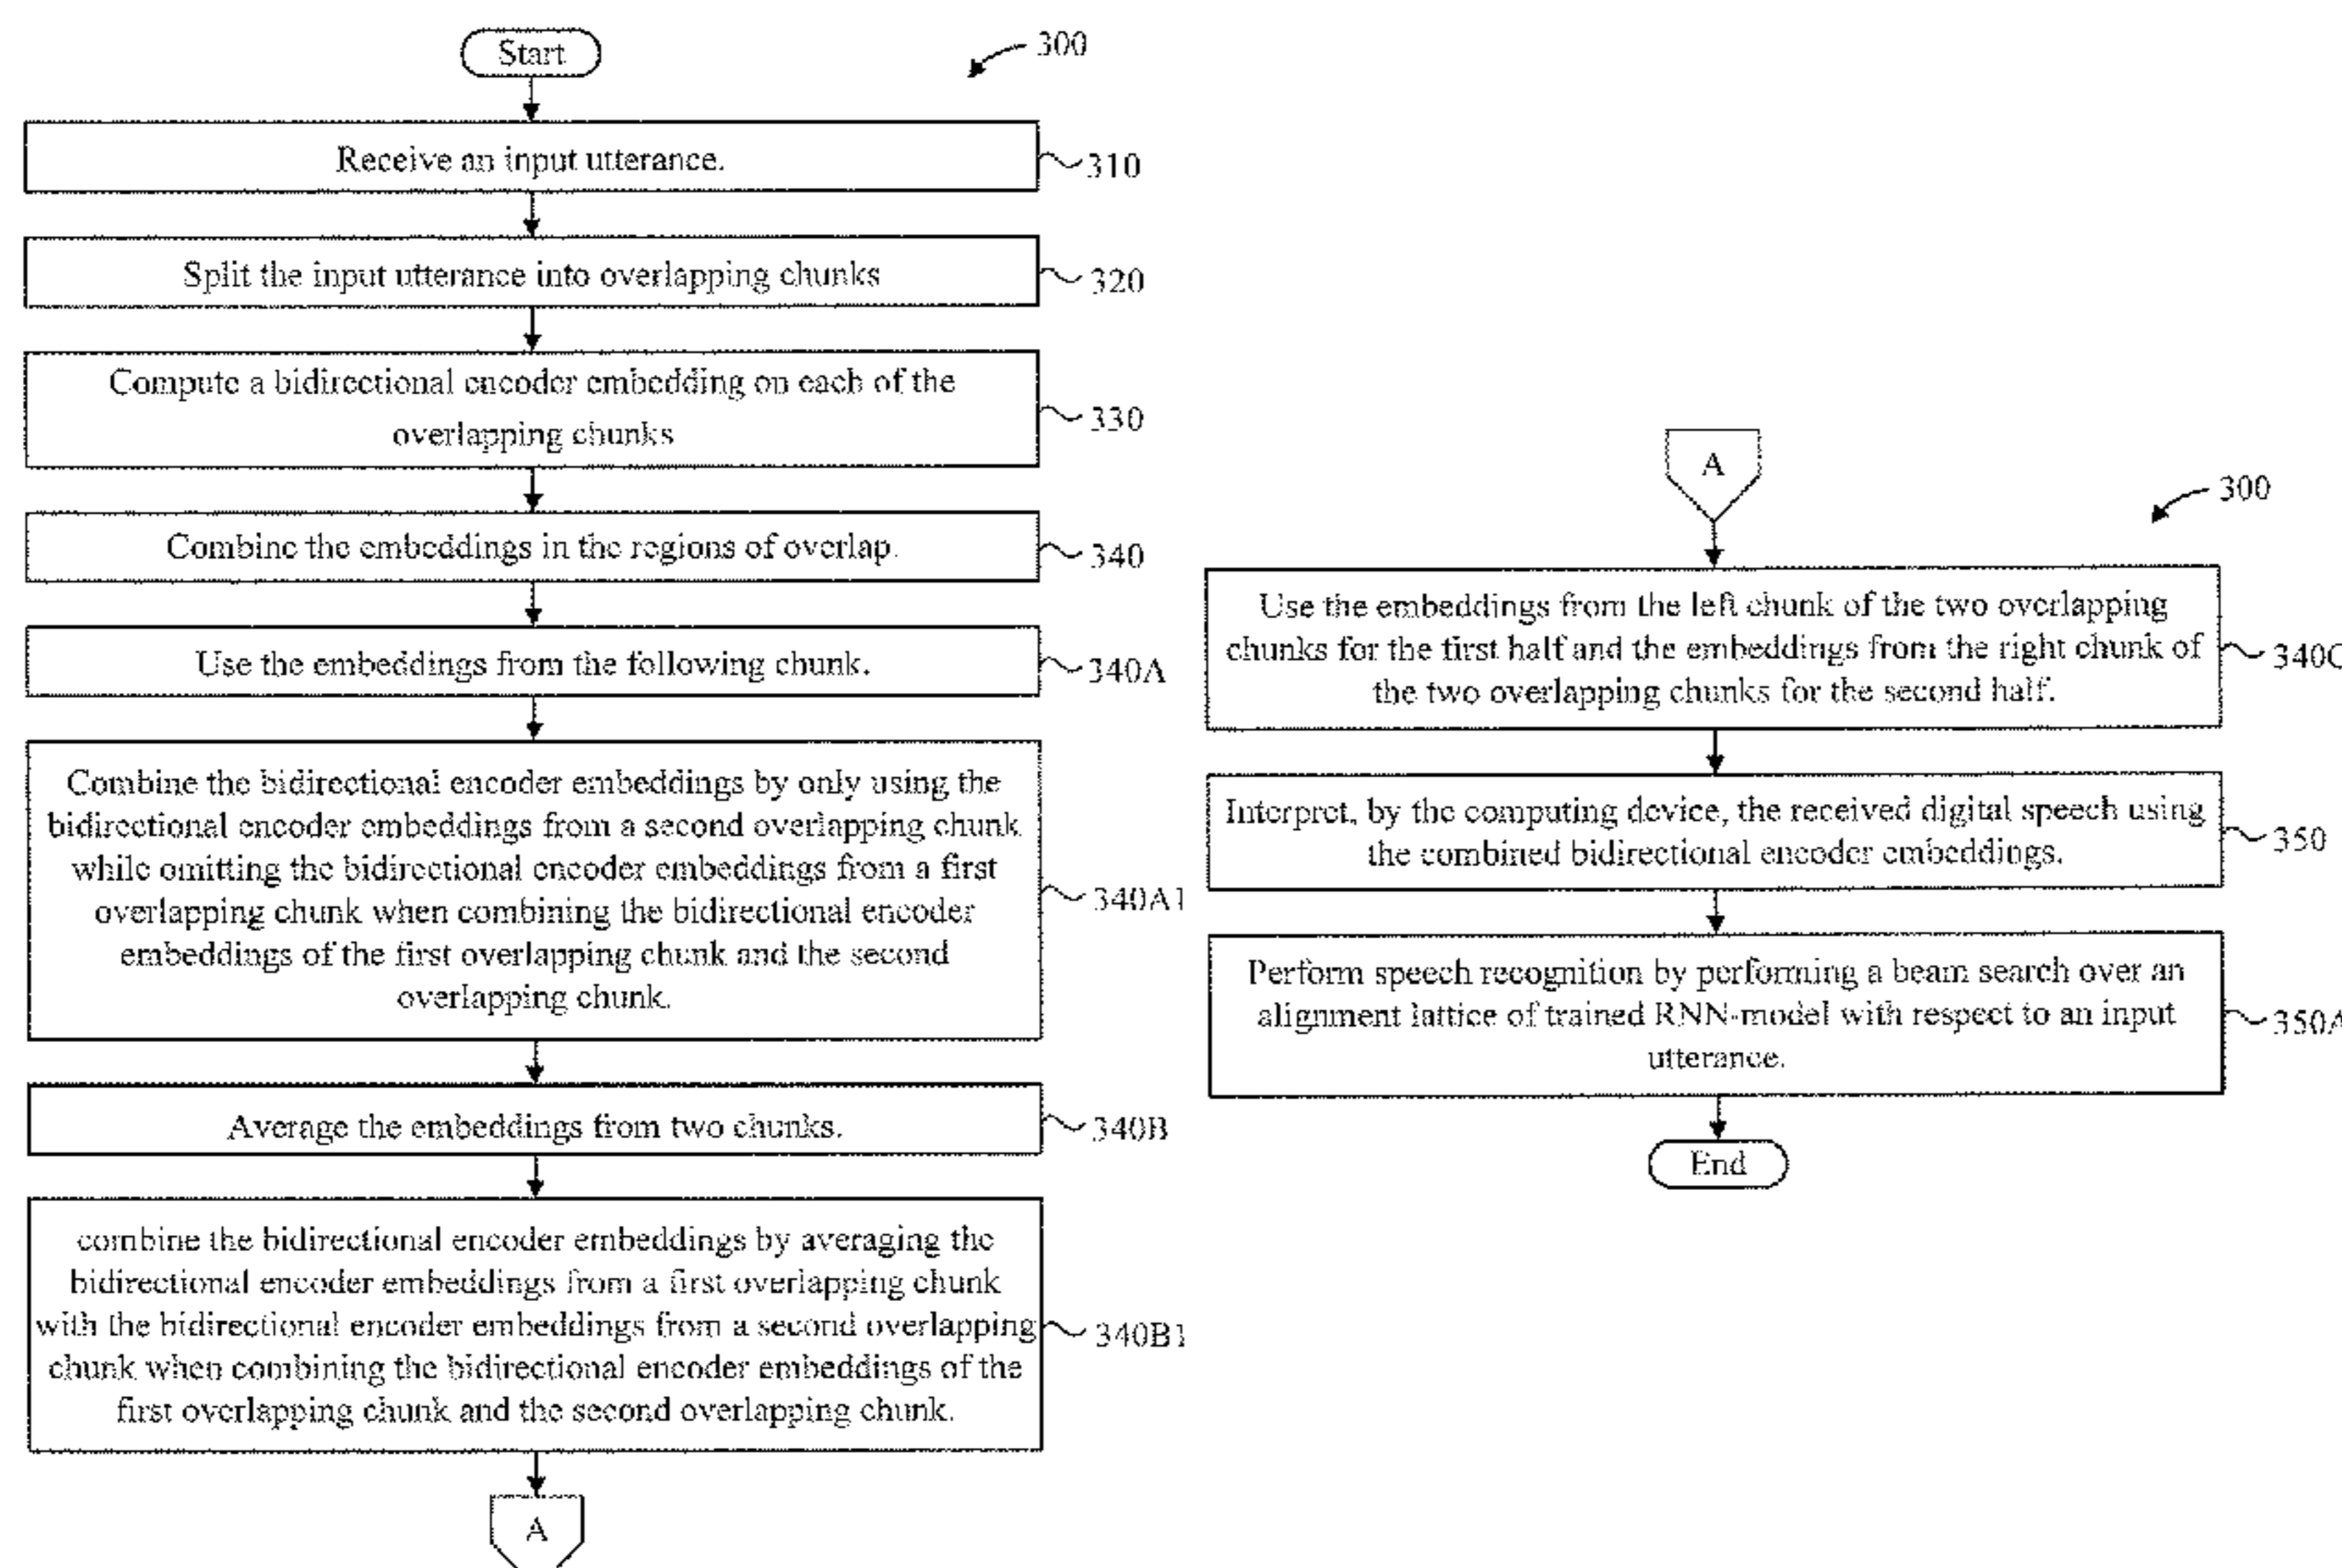 Start
300
Receive an input utterance.
310
Split the input utterance into overlapping chunks
320
Compute a bidirectional encoder embedding on each of the
overlapping chunks
330
Combine the embeddings in the regions of overlap.
340
Use the embeddings from the following chunk.
340A
Combine the bidirectional encoder embeddings by only using the
bidirectional encoder embeddings from a second overlapping chunk
while omitting the bidirectional encoder embeddings from a first
overlapping chunk when combining the bidirectional encoder
embeddings of the first overlapping chunk and the second
overlapping chunk.
340A1
Average the embeddings from two chunks.
340B
combine the bidirectional encoder embeddings by averaging the
bidirectional encoder embeddings from a first overlapping chunk
with the bidirectional encoder embeddings from a second overlapping
chunk when combining the bidirectional encoder embeddings of the
first overlapping chunk and the second overlapping chunk.
340B1
A
A
300
Use the embeddings from the left chunk of the two overlapping
chunks for the first half and the embeddings from the right chunk of
the two overlapping chunks for the second half.
340C
Interpret, by the computing device, the received digital speech using
the combined bidirectional encoder embeddings.
350
Perform speech recognition by performing a beam search over an
alignment lattice of trained RNN-model with respect to an input
utterance.
350A
End